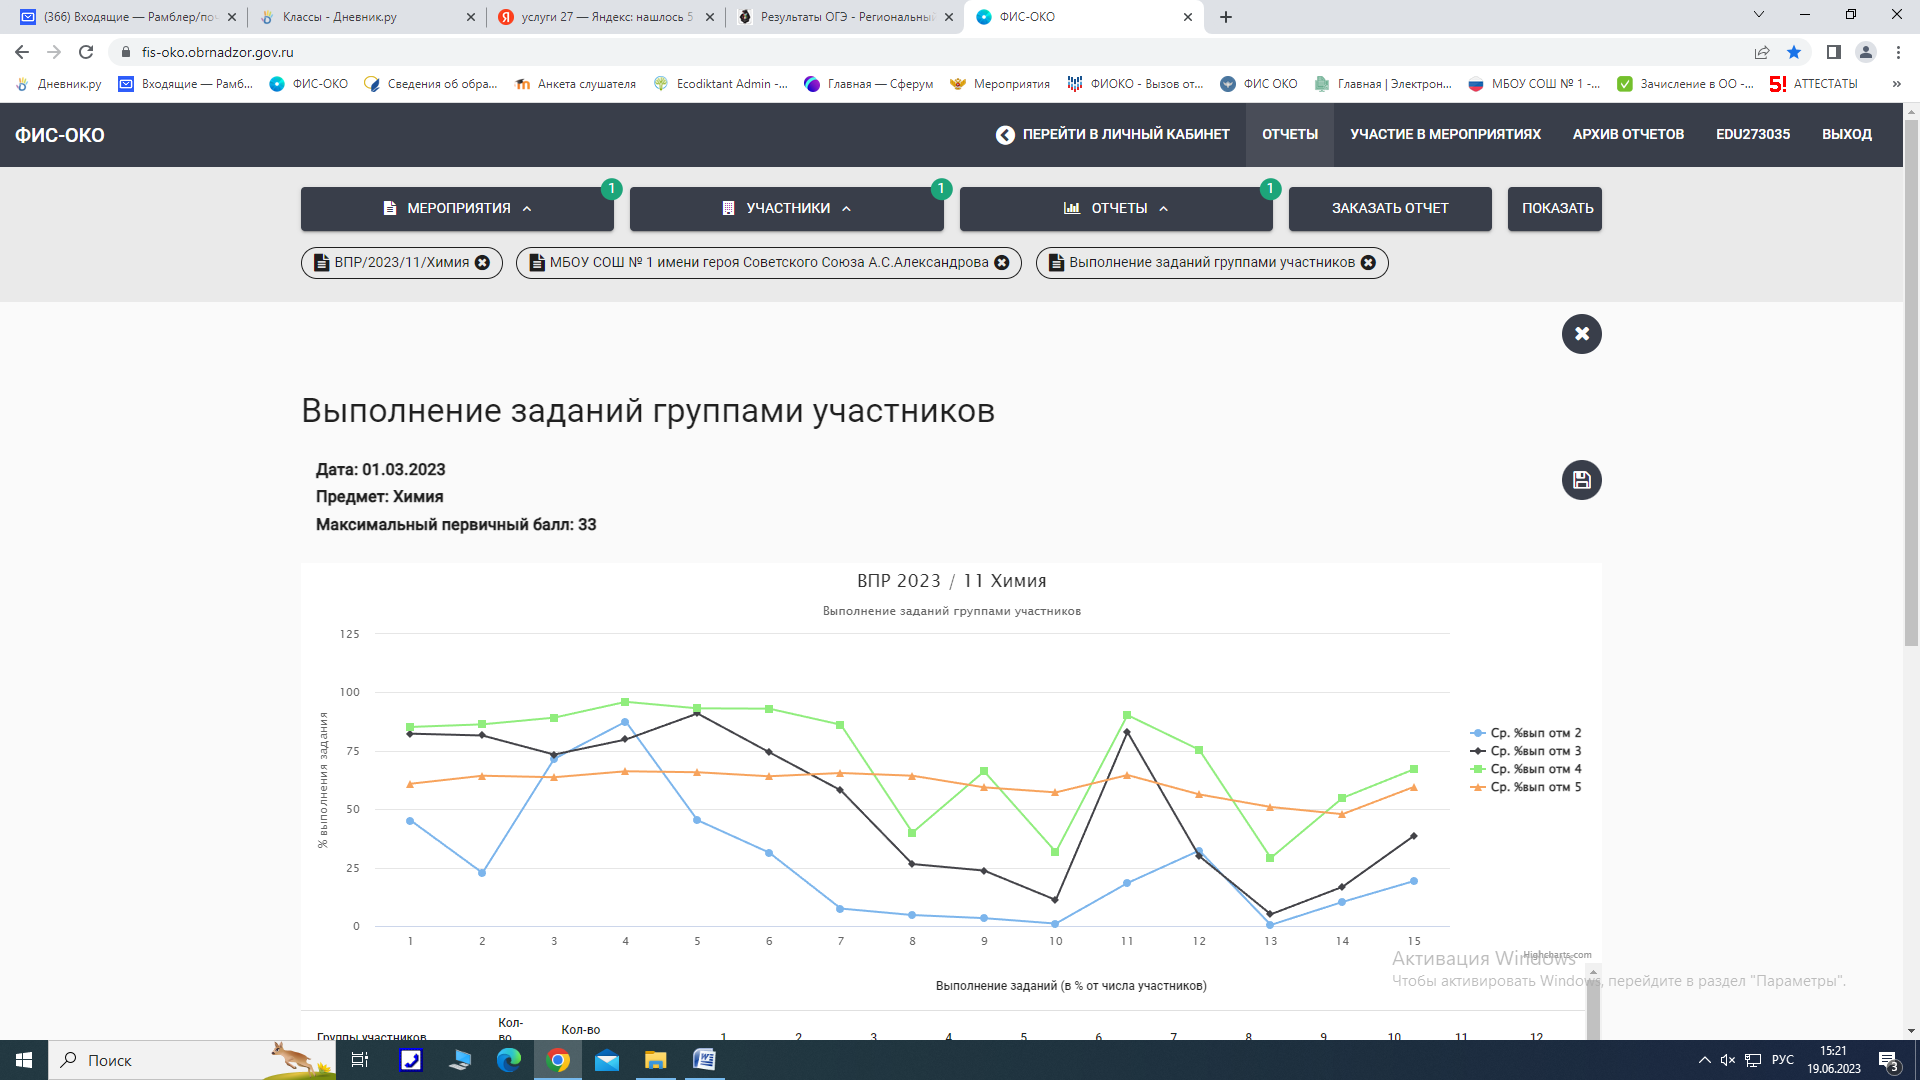 (366) Входящие — Рамблер/поч
Классы - Дневник.ру
услуги 27 — Яндекс: нашлось 5
Результаты ОГЭ - Региональный
ФИС-ОКО
fis-oko.obrnadzor.gov.ru
Дневник.ру
Входящие — Рамб...
ФИС-ОКО
Сведения об обра...
Анкета слушателя
Ecodiktant Admin -...
Главная — Сферум
Мероприятия
ФИОКО - Вызов от...
ФИС ОКО
Главная | Электрон...
МБОУ СОШ № 1 -...
Зачисление в ОО -...
5! АТТЕСТАТЫ
»
ФИС-ОКО
ПЕРЕЙТИ В ЛИЧНЫЙ КАБИНЕТ
ОТЧЕТЫ
УЧАСТИЕ В МЕРОПРИЯТИЯХ
АРХИВ ОТЧЕТОВ
EDU273035
ВЫХОД
МЕРОПРИЯТИЯ 1
УЧАСТНИКИ 1
ОТЧЕТЫ 1
ЗАКАЗАТЬ ОТЧЕТ
ПОКАЗАТЬ
ВПР/2023/11/Химия
МБОУ СОШ № 1 имени героя Советского Союза А.С.Александрова
Выполнение заданий группами участников
Выполнение заданий группами участников
Дата: 01.03.2023
Предмет: Химия
Максимальный первичный балл: 33
ВПР 2023 / 11 Химия
Выполнение заданий группами участников
% выполнения задания
125
100
75
50
25
0
1 2 3 4 5 6 7 8 9 10 11 12 13 14 15
Ср. %вып отм 2
Ср. %вып отм 3
Ср. %вып отм 4
Ср. %вып отм 5
Highcharts.com
Активация Windows
Чтобы активировать Windows, перейдите в раздел "Параметры".
Выполнение заданий (в % от числа участников)
Группы участников
Кол-
во
Кол-во
1 2 3 4 5 6 7 8 9 10 11 12
Поиск
РУС
15:21
19.06.2023
3